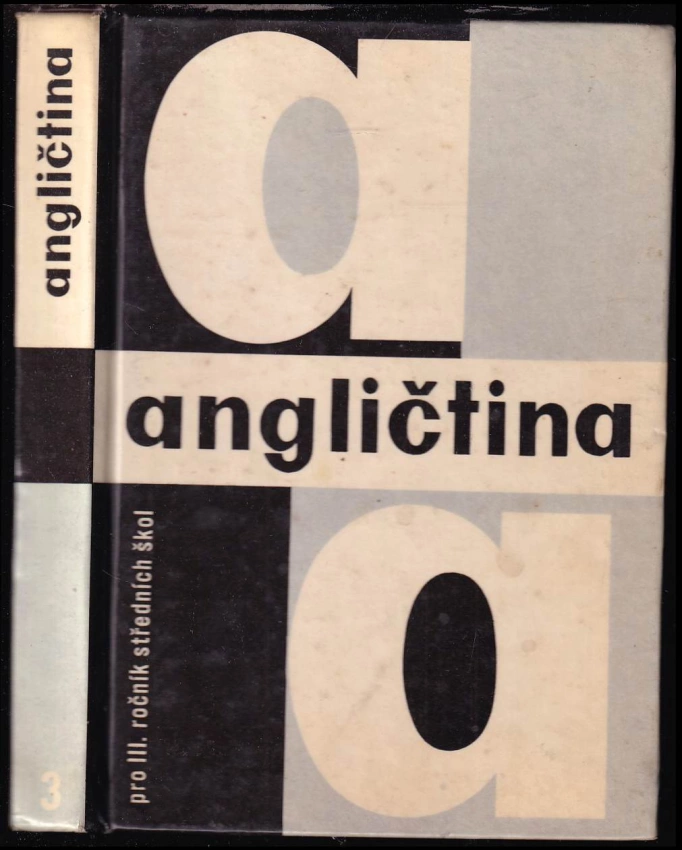 angličtina
3
a
angličtina
a
pro III. ročník středních škol